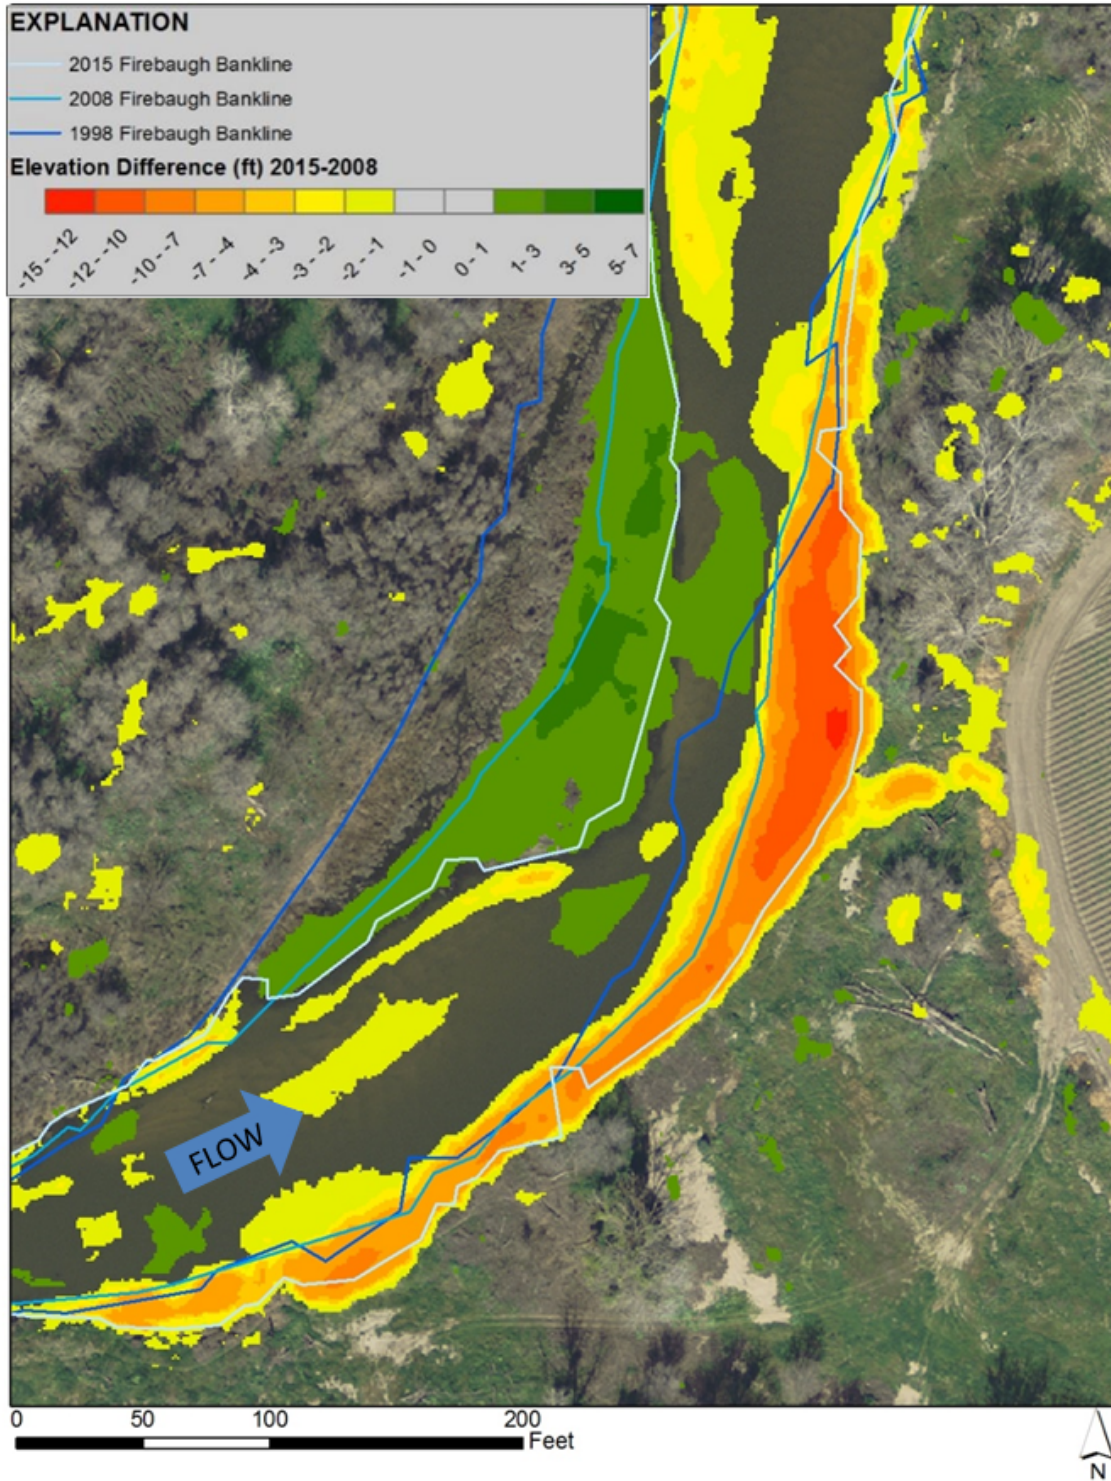 EXPLANATION
2015 Firebaugh Bankline
2008 Firebaugh Bankline
1998 Firebaugh Bankline
Elevation Difference (ft) 2015-2008
-15 - -12
-12 - -10
-10 - -7
-7 - -4
-4 - -3
-3 - -2
-2 - -1
-1 - 0
0 - 1
1- 3
3- 5
5- 7
FLOW
0 50 100 200
Feet
N